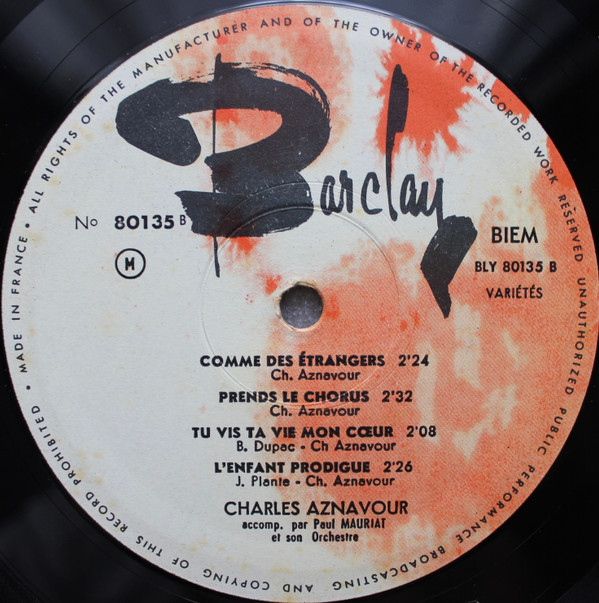 MADE IN FRANCE • ALL RIGHTS OF THE MANUFACTURER AND OF THE OWNER OF THE RECORDED WORK RESERVED UNAUTHORIZED PUBLIC PERFORMANCE BROADCASTING AND COPYING OF THIS RECORD PROHIBITED •
Barclay
No 80135 B
M
BIEM
BLY 80135 B
VARIÉTÉS
COMME DES ÉTRANGERS 2'24
Ch. Aznavour
PRENDS LE CHORUS 2'32
Ch. Aznavour
TU VIS TA VIE MON CŒUR 2'08
B. Dupac - Ch Aznavour
L'ENFANT PRODIGUE 2'26
J. Plante - Ch. Aznavour
CHARLES AZNAVOUR
accomp. par Paul MAURIAT
et son Orchestre